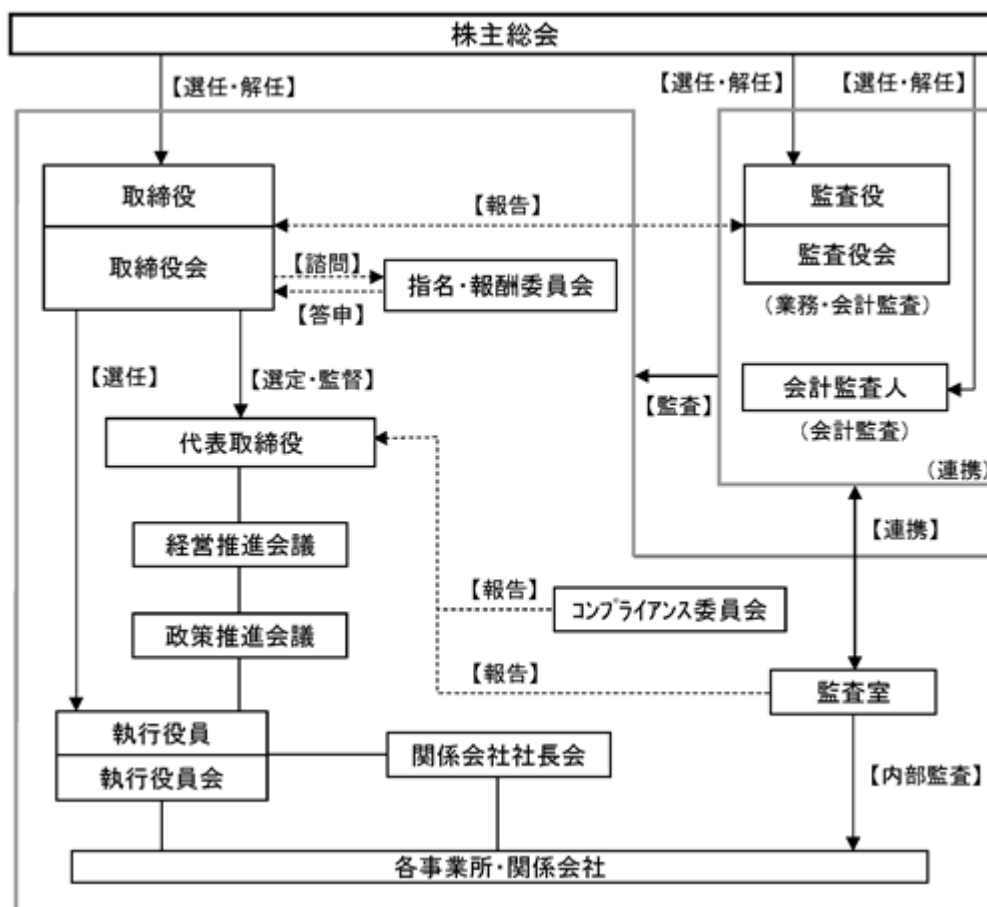 株主総会
【選任・解任】
【選任・解任】
【選任・解任】
取締役
監査役
【報告】
取締役会
監査役会
【諮問】
指名・報酬委員会
【答申】
(業務・会計監査)
【選任】
【選定・監督】
【監査】
会計監査人
(会計監査)
代表取締役
(連携)
経営推進会議
【連携】
【報告】
コンプライアンス委員会
政策推進会議
【報告】
監査室
執行役員
関係会社社長会
執行役員会
【内部監査】
各事業所・関係会社